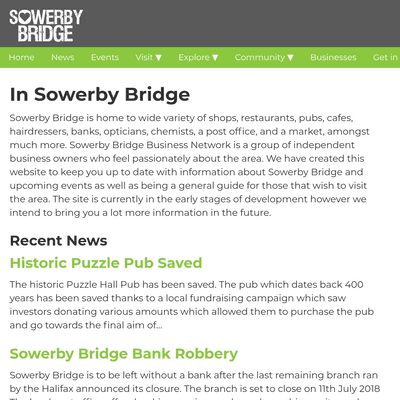 SOWERBY
BRIDGE
Home News Events Visit ▼ Explore ▼ Community ▼ Businesses Get in
In Sowerby Bridge
Sowerby Bridge is home to wide variety of shops, restaurants, pubs, cafes,
hairdressers, banks, opticians, chemists, a post office, and a market, amongst
much more. Sowerby Bridge Business Network is a group of independent
business owners who feel passionately about the area. We have created this
website to keep you up to date with information about Sowerby Bridge and
upcoming events as well as being a general guide for those that wish to visit
the area. The site is currently in the early stages of development however we
intend to bring you a lot more information in the future.
Recent News
Historic Puzzle Pub Saved
The historic Puzzle Hall Pub has been saved. The pub which dates back 400
years has been saved thanks to a local fundraising campaign which saw
investors donating various amounts which allowed them to purchase the pub
and go towards the final aim of…
Sowerby Bridge Bank Robbery
Sowerby Bridge is to be left without a bank after the last remaining branch ran
by the Halifax announced its closure. The branch is set to close on 11th July 2018